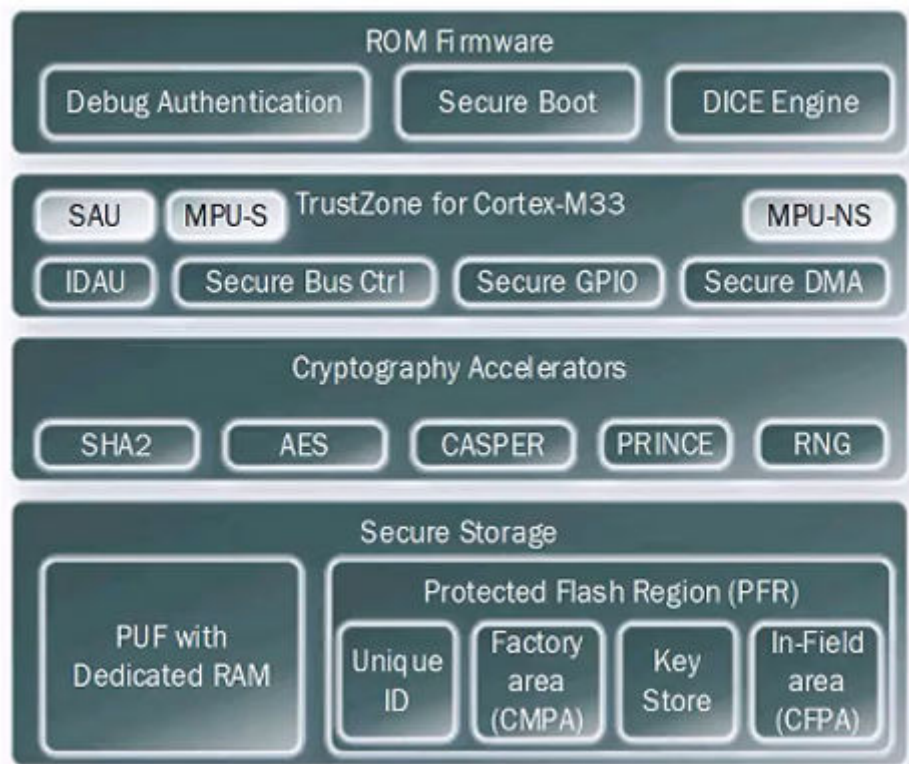 ROM Firmware
Debug Authentication
Secure Boot
DICE Engine
TrustZone for Cortex-M33
SAU
MPU-S
MPU-NS
IDAU
Secure Bus Ctrl
Secure GPIO
Secure DMA
Cryptography Accelerators
SHA2
AES
CASPER
PRINCE
RNG
Secure Storage
PUF with
Dedicated RAM
Protected Flash Region (PFR)
Unique
ID
Factory
area
(CMPA)
Key
Store
In-Field
area
(CFPA)